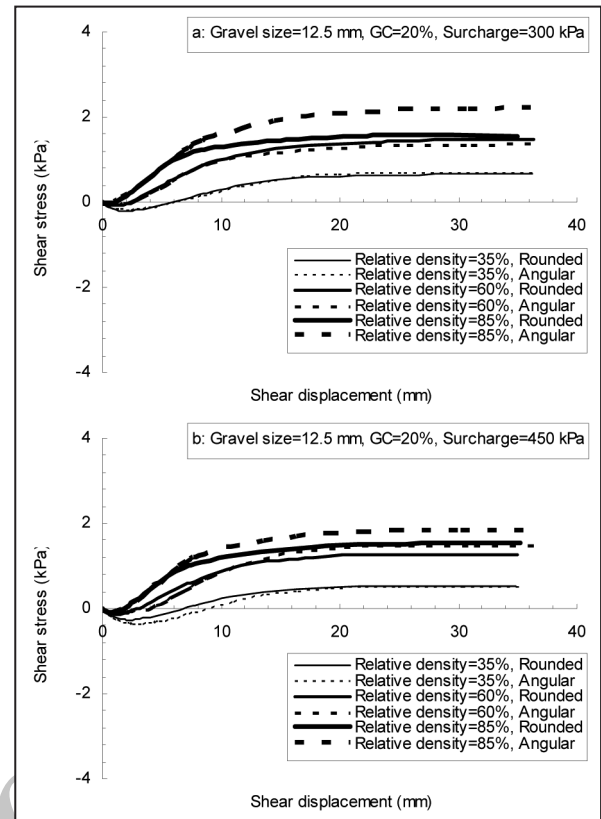 a: Gravel size=12.5 mm, GC=20%, Surcharge=300 kPa
4
2
0
-2
-4
0
10
20
30
40
Shear stress (kPa)
Relative density=35%, Rounded
Relative density=35%, Angular
Relative density=60%, Rounded
Relative density=60%, Angular
Relative density=85%, Rounded
Relative density=85%, Angular
Shear displacement (mm)
b: Gravel size=12.5 mm, GC=20%, Surcharge=450 kPa
4
2
0
-2
-4
0
10
20
30
40
Shear stress (kPa)
Relative density=35%, Rounded
Relative density=35%, Angular
Relative density=60%, Rounded
Relative density=60%, Angular
Relative density=85%, Rounded
Relative density=85%, Angular
Shear displacement (mm)